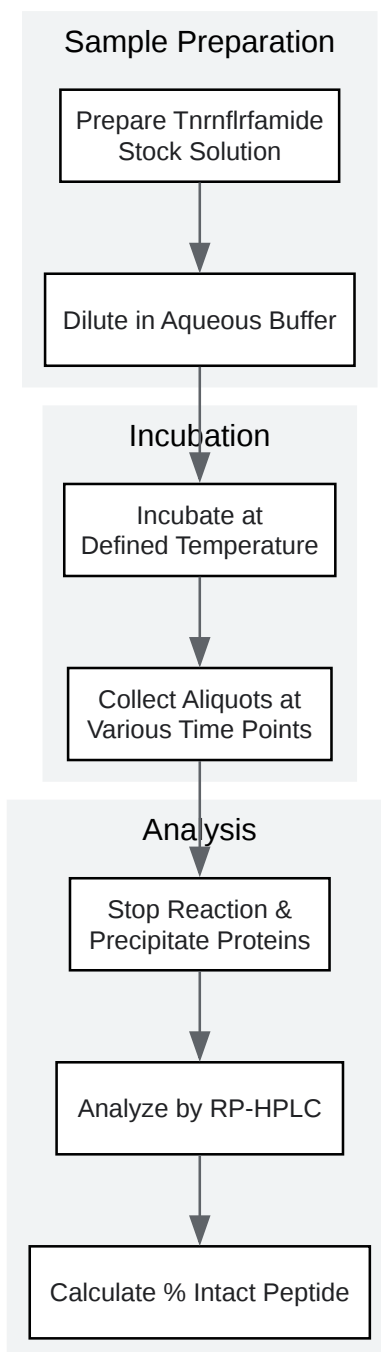 Sample Preparation
Prepare Tnrnflrfamide
Stock Solution
Dilute in Aqueous Buffer
Incubation
Incubate at
Defined Temperature
Collect Aliquots at
Various Time Points
Analysis
Stop Reaction &
Precipitate Proteins
Analyze by RP-HPLC
Calculate % Intact Peptide